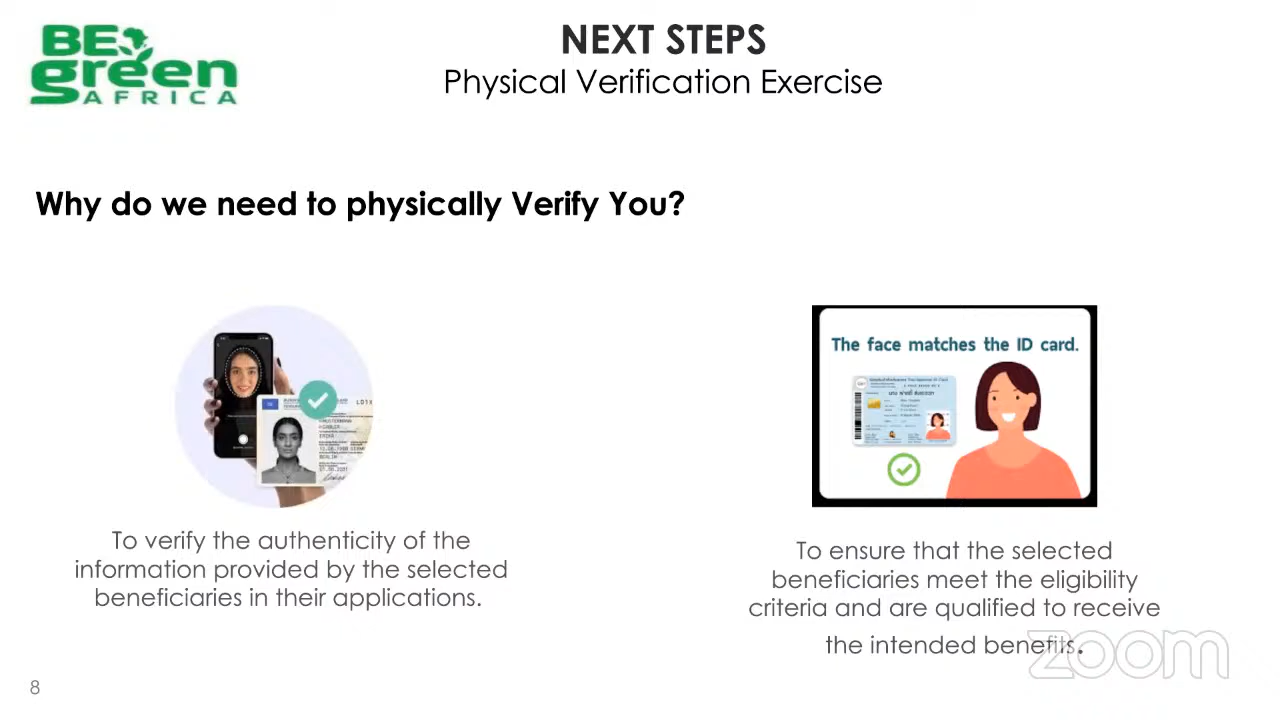 BE
green
AFRICA
NEXT STEPS
Physical Verification Exercise
Why do we need to physically Verify You?
The face matches the ID card.
To verify the authenticity of the
information provided by the selected
beneficiaries in their applications.
To ensure that the selected
beneficiaries meet the eligibility
criteria and are qualified to receive
the intended benefits.
zoom
8